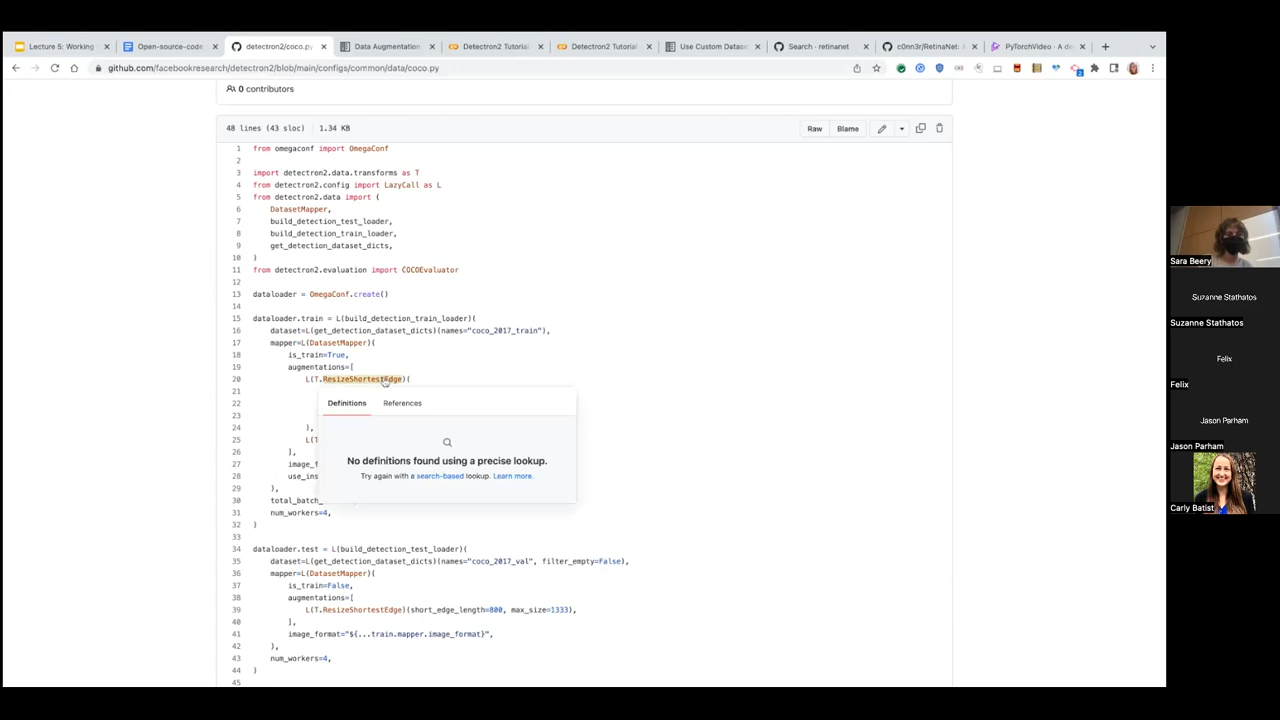 Lecture 5: Working
Open-source-code
detectron2/coco.py
Data Augmentation
Detectron2 Tutorial
Detectron2 Tutorial
Use Custom Datase
Search · retinanet
c0nn3r/RetinaNet: 
PyTorchVideo · A de
github.com/facebookresearch/detectron2/blob/main/configs/common/data/coco.py
0 contributors
48 lines (43 sloc) 1.34 KB
Raw Blame
1 from omegaconf import OmegaConf
2
3 import detectron2.data.transforms as T
4 from detectron2.config import LazyCall as L
5 from detectron2.data import (
6 DatasetMapper,
7 build_detection_test_loader,
8 build_detection_train_loader,
9 get_detection_dataset_dicts,
10 )
11 from detectron2.evaluation import COCOEvaluator
12
13 dataloader = OmegaConf.create()
14
15 dataloader.train = L(build_detection_train_loader)(
16 dataset=L(get_detection_dataset_dicts)(names="coco_2017_train"),
17 mapper=L(DatasetMapper)(
18 is_train=True,
19 augmentations=[
20 L(T.ResizeShortestEdge)(
21
22
23
24 ),
25 L(T
26 ],
27 image_f
28 use_ins
29 ),
30 total_batch_
31 num_workers=4,
32 )
33
34 dataloader.test = L(build_detection_test_loader)(
35 dataset=L(get_detection_dataset_dicts)(names="coco_2017_val", filter_empty=False),
36 mapper=L(DatasetMapper)(
37 is_train=False,
38 augmentations=[
39 L(T.ResizeShortestEdge)(short_edge_length=800, max_size=1333),
40 ],
41 image_format="${...train.mapper.image_format}",
42 ),
43 num_workers=4,
44 )
45
Definitions References
No definitions found using a precise lookup.
Try again with a search-based lookup. Learn more.
Sara Beery
Suzanne Stathatos
Suzanne Stathatos
Felix
Felix
Jason Parham
Jason Parham
Carly Batist